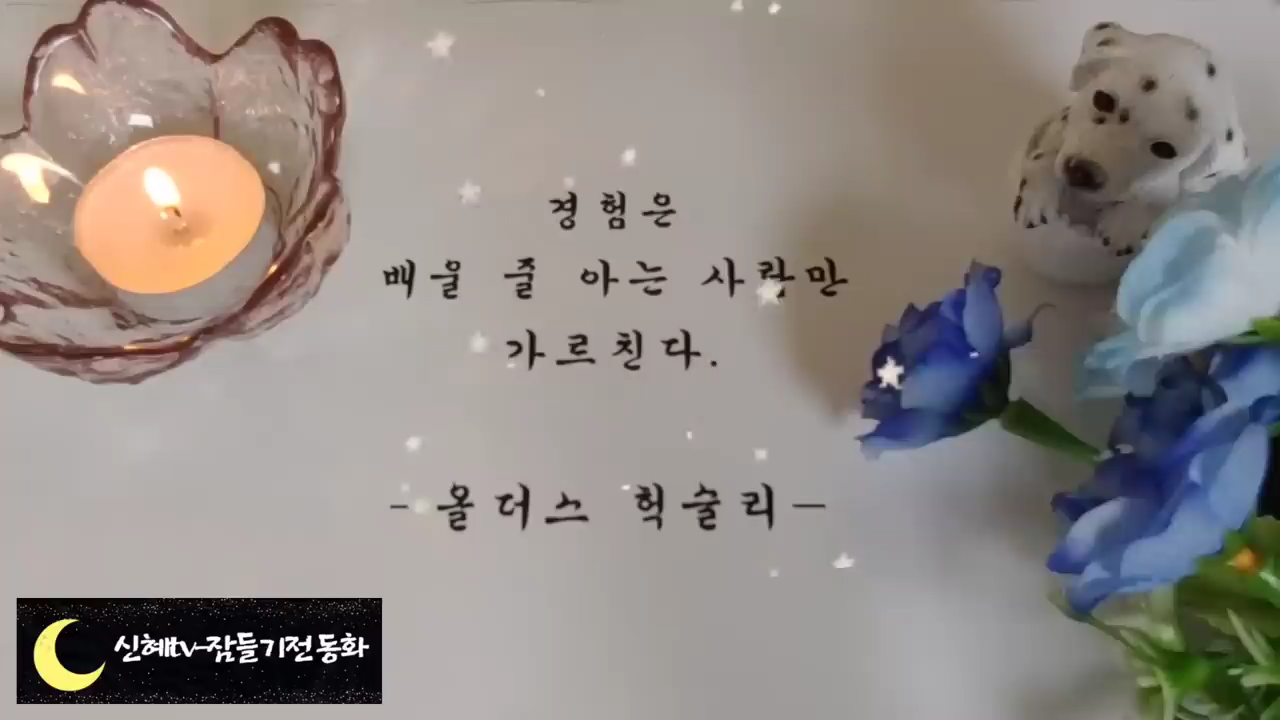 경험은
배울 줄 아는 사람만
가르친다.
- 올더스 헉슬리 -
신혜tv-잠들기전동화